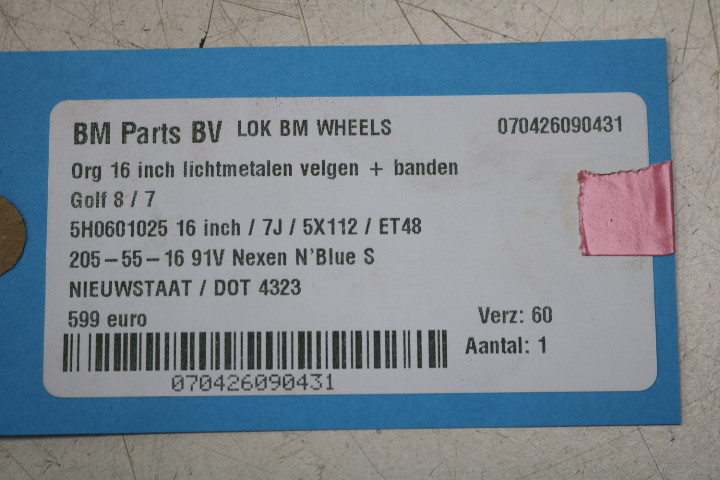 BM Parts BV LOK BM WHEELS 070426090431
Org 16 inch lichtmetalen velgen + banden
Golf 8 / 7
5H0601025 16 inch / 7J / 5X112 / ET48
205-55-16 91V Nexen N'Blue S
NIEUWSTAAT / DOT 4323
599 euro Verz: 60
Aantal: 1
070426090431